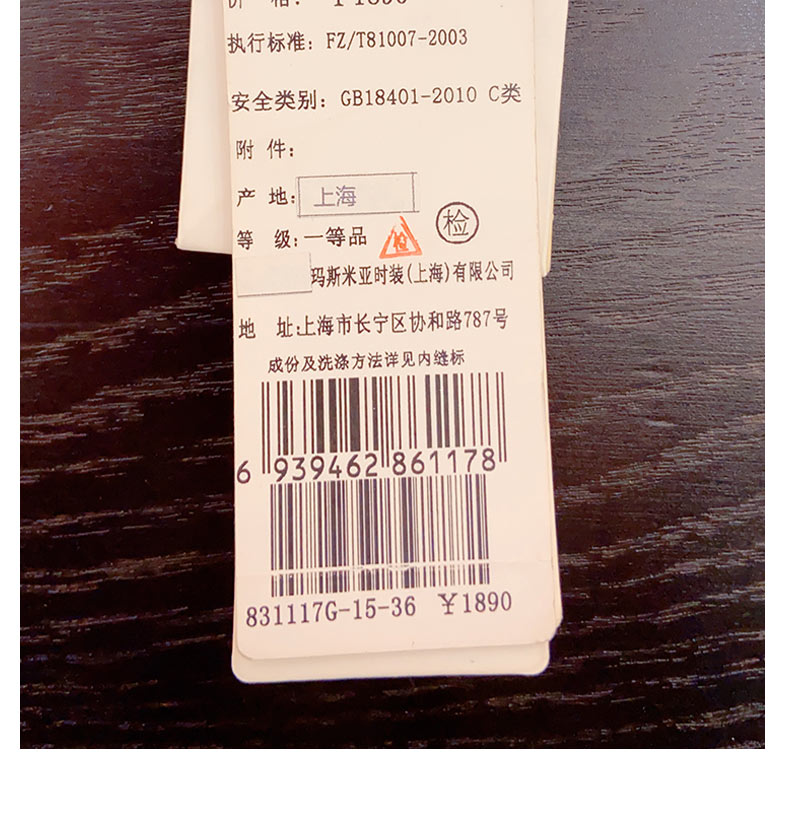 价 格: ¥1890
执行标准: FZ/T81007-2003
安全类别: GB18401-2010 C类
附 件:
产 地: 上海
等 级: 一等品 检
玛斯米亚时装(上海)有限公司
地 址:上海市长宁区协和路787号
成份及洗涤方法详见内缝标
6 939462 861178
831117G-15-36 ¥1890